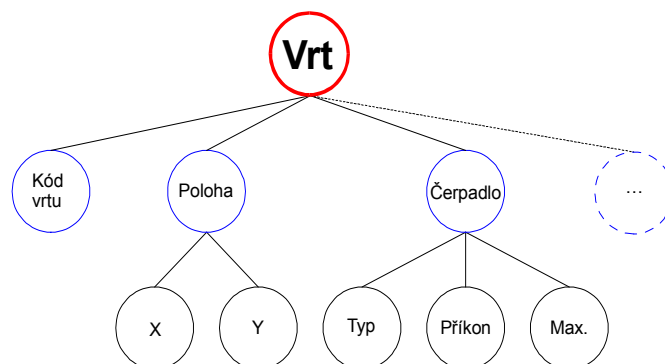 Vrt
Kód
vrtu
Poloha
Čerpadlo
...
X
Y
Typ
Příkon
Max.